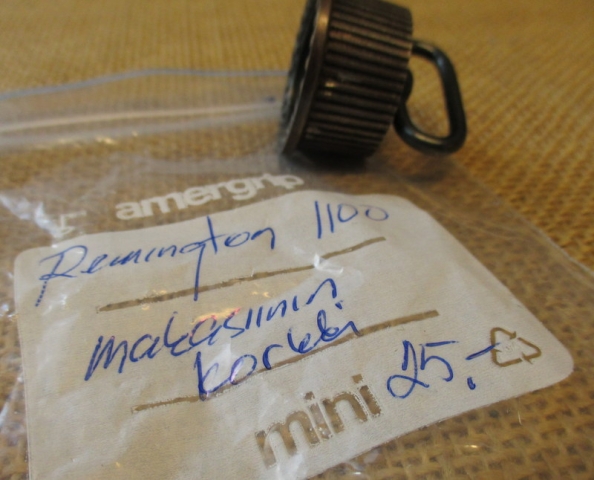 amergrip
Remington 1100
makasiinin
korkki
25.-
mini